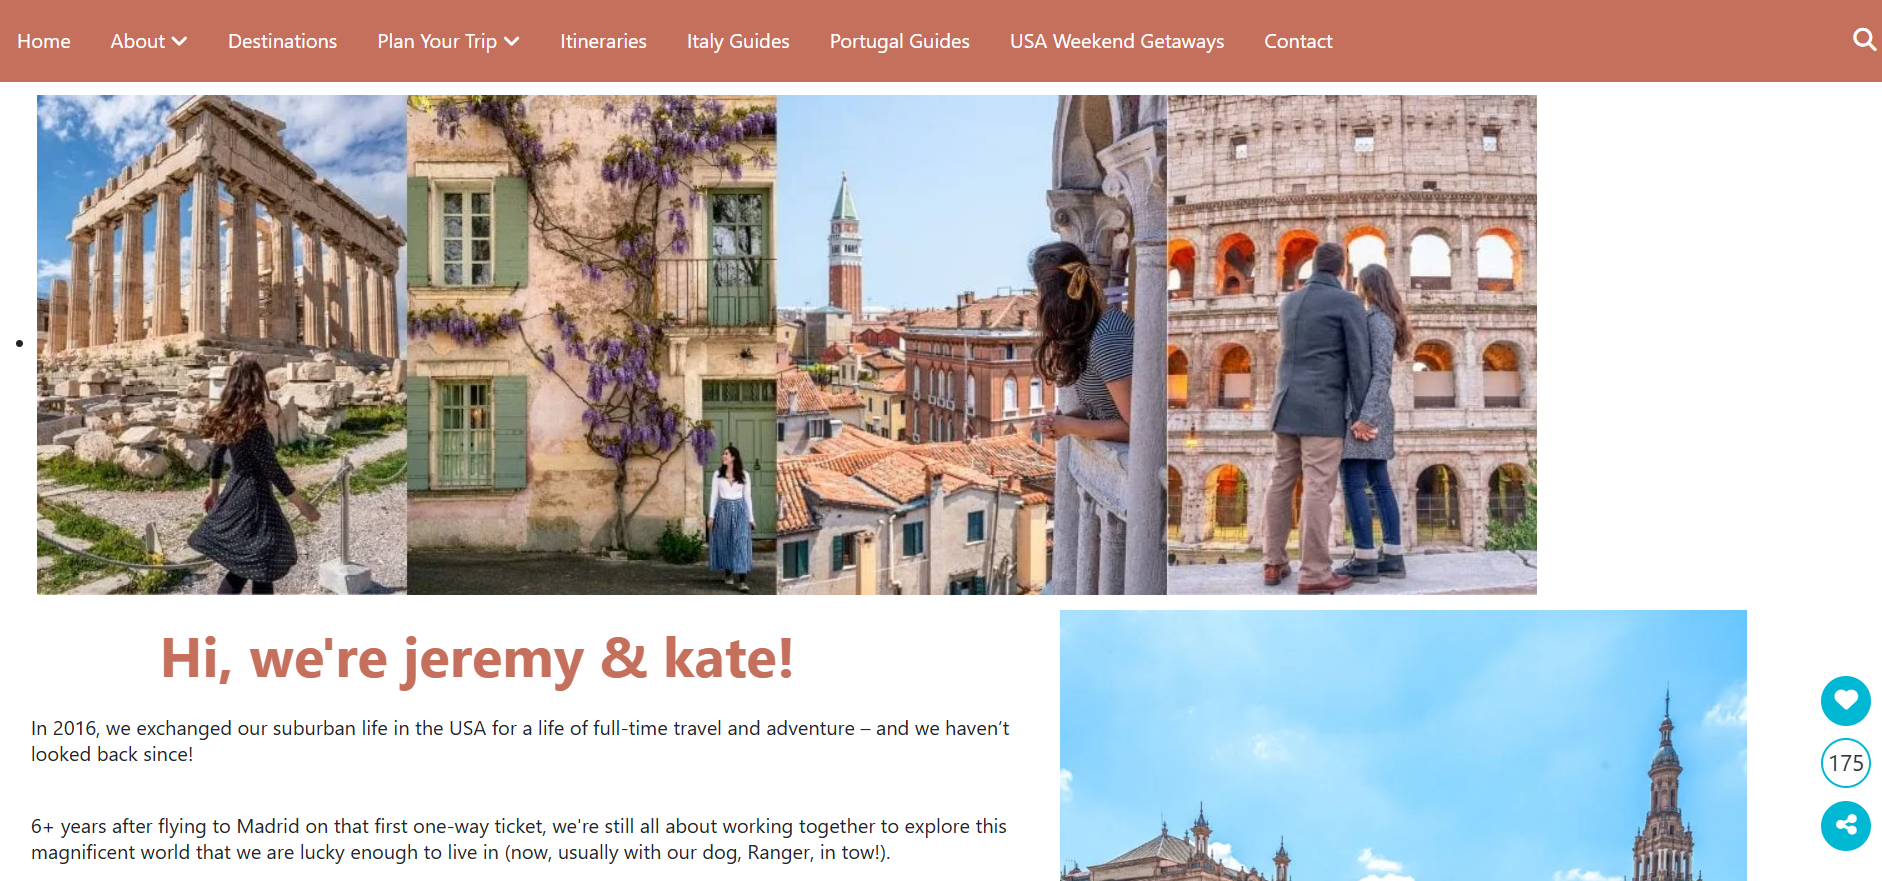 Home About Destinations Plan Your Trip Itineraries Italy Guides Portugal Guides USA Weekend Getaways Contact
Hi, we're jeremy & kate!
In 2016, we exchanged our suburban life in the USA for a life of full-time travel and adventure – and we haven’t
looked back since!
6+ years after flying to Madrid on that first one-way ticket, we're still all about working together to explore this
magnificent world that we are lucky enough to live in (now, usually with our dog, Ranger, in tow!).
175